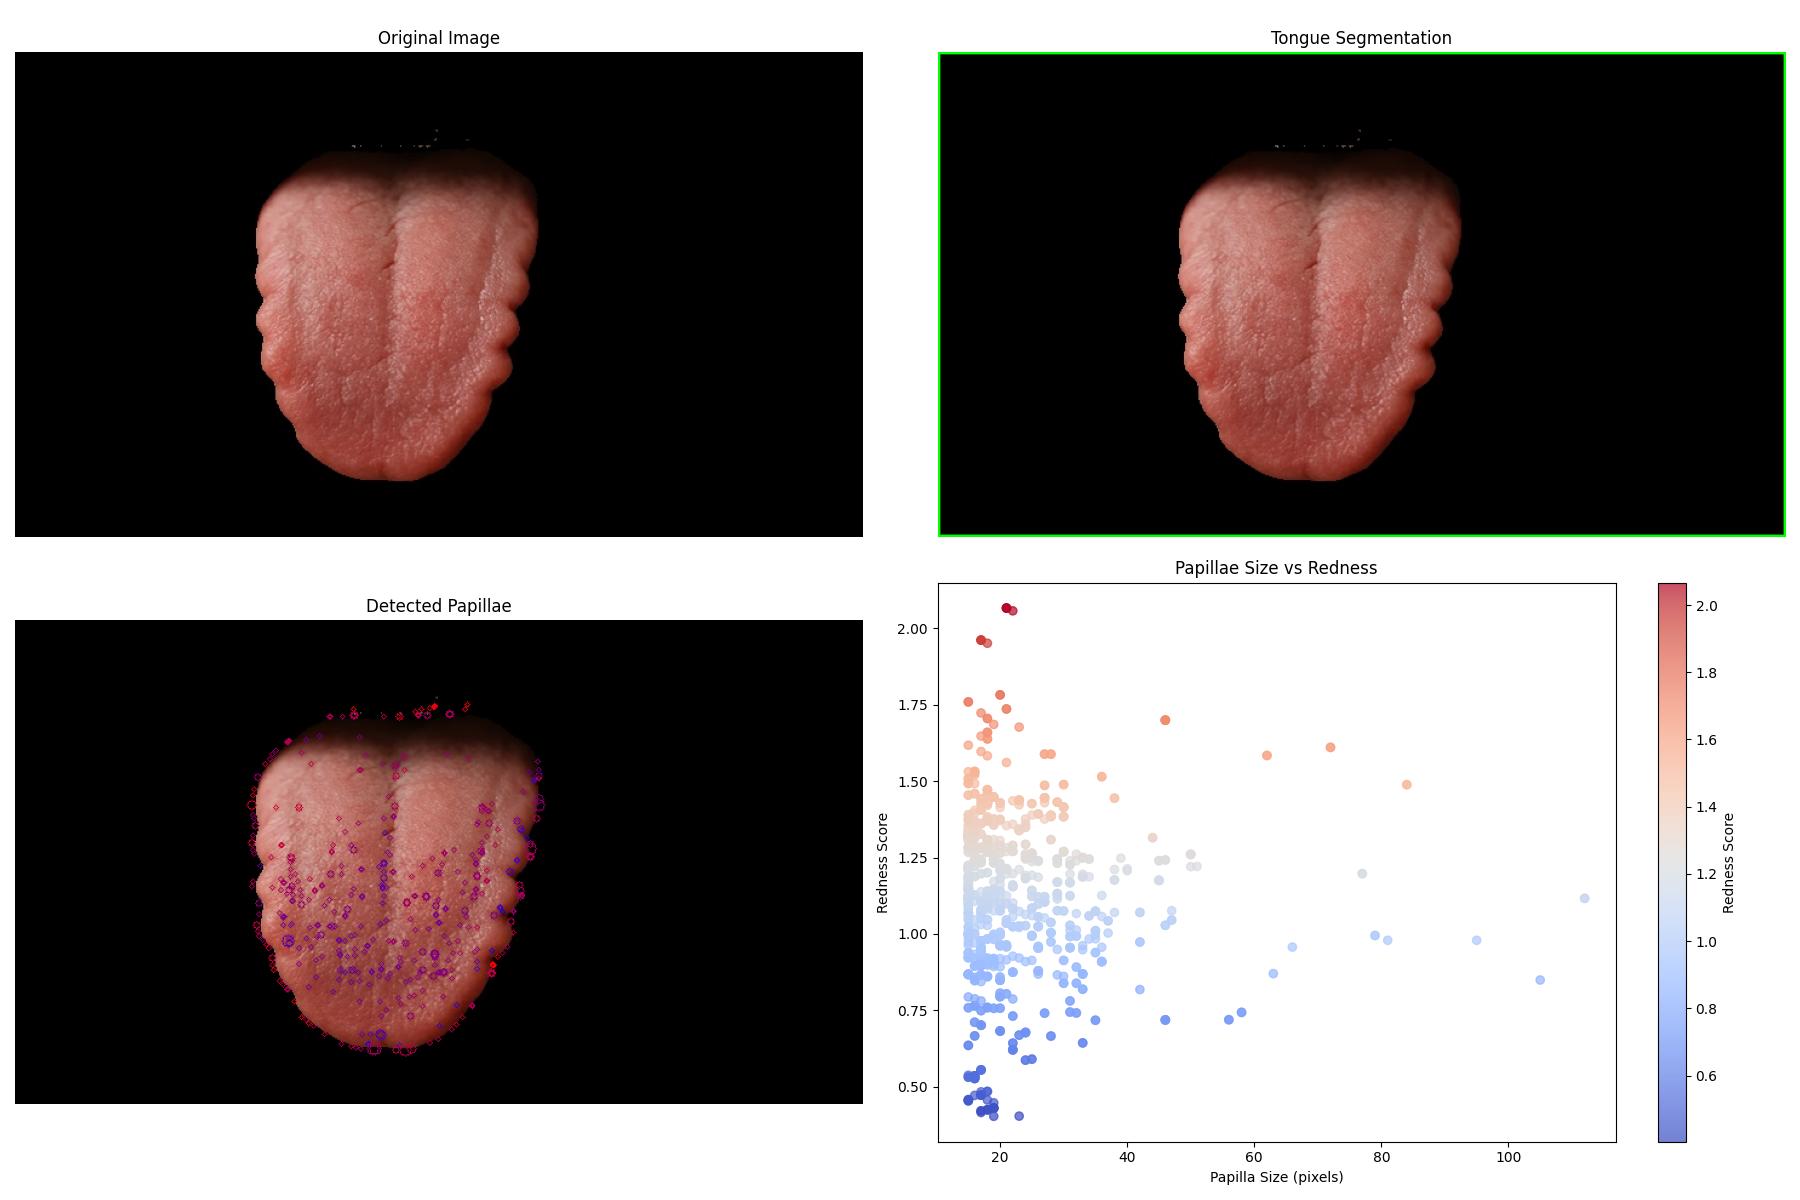 Original Image
Tongue Segmentation
Detected Papillae
Papillae Size vs Redness
2.00
1.75
1.50
1.25
1.00
0.75
0.50
Redness Score
20
40
60
80
100
Papilla Size (pixels)
2.0
1.8
1.6
1.4
1.2
1.0
0.8
0.6
Redness Score